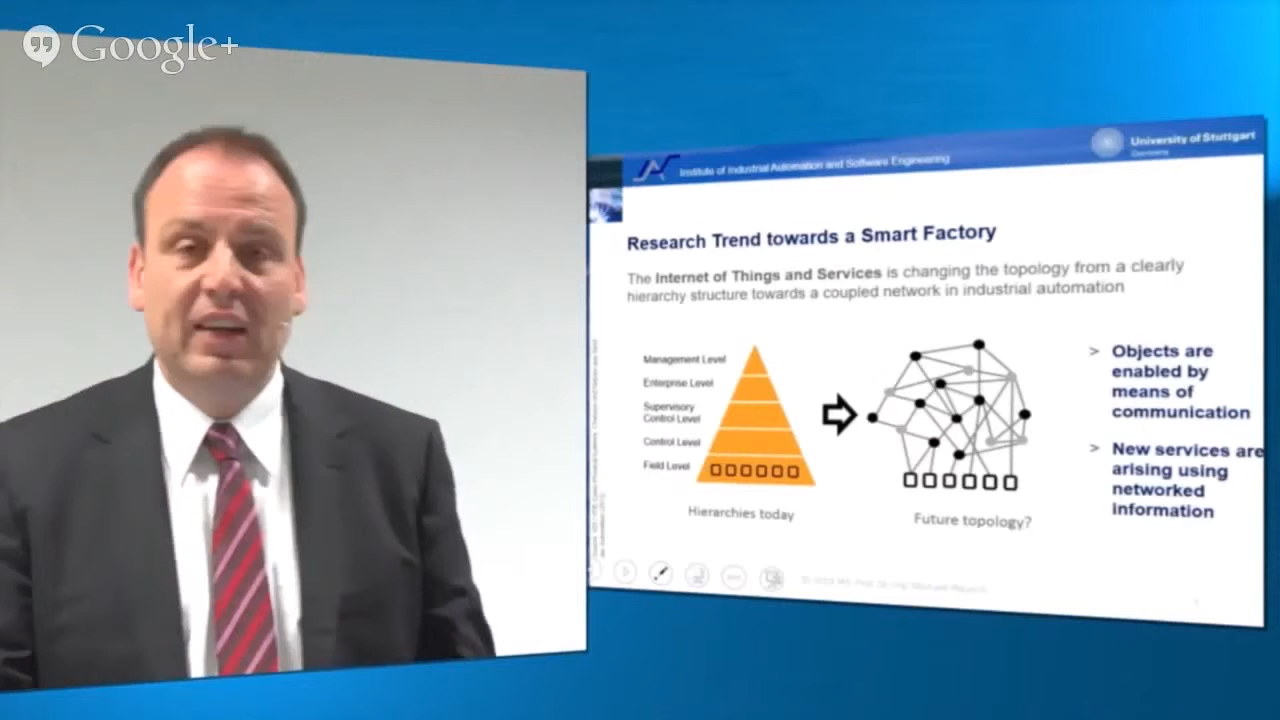 Google+
Institute of Industrial Automation and Software Engineering
University of Stuttgart
Germany
Research Trend towards a Smart Factory
The Internet of Things and Services is changing the topology from a clearly
hierarchy structure towards a coupled network in industrial automation
Management Level
Enterprise Level
Supervisory
Control Level
Control Level
Field Level
Hierarchies today
Future topology?
> Objects are
enabled by
means of
communication
> New services are
arising using
networked
information